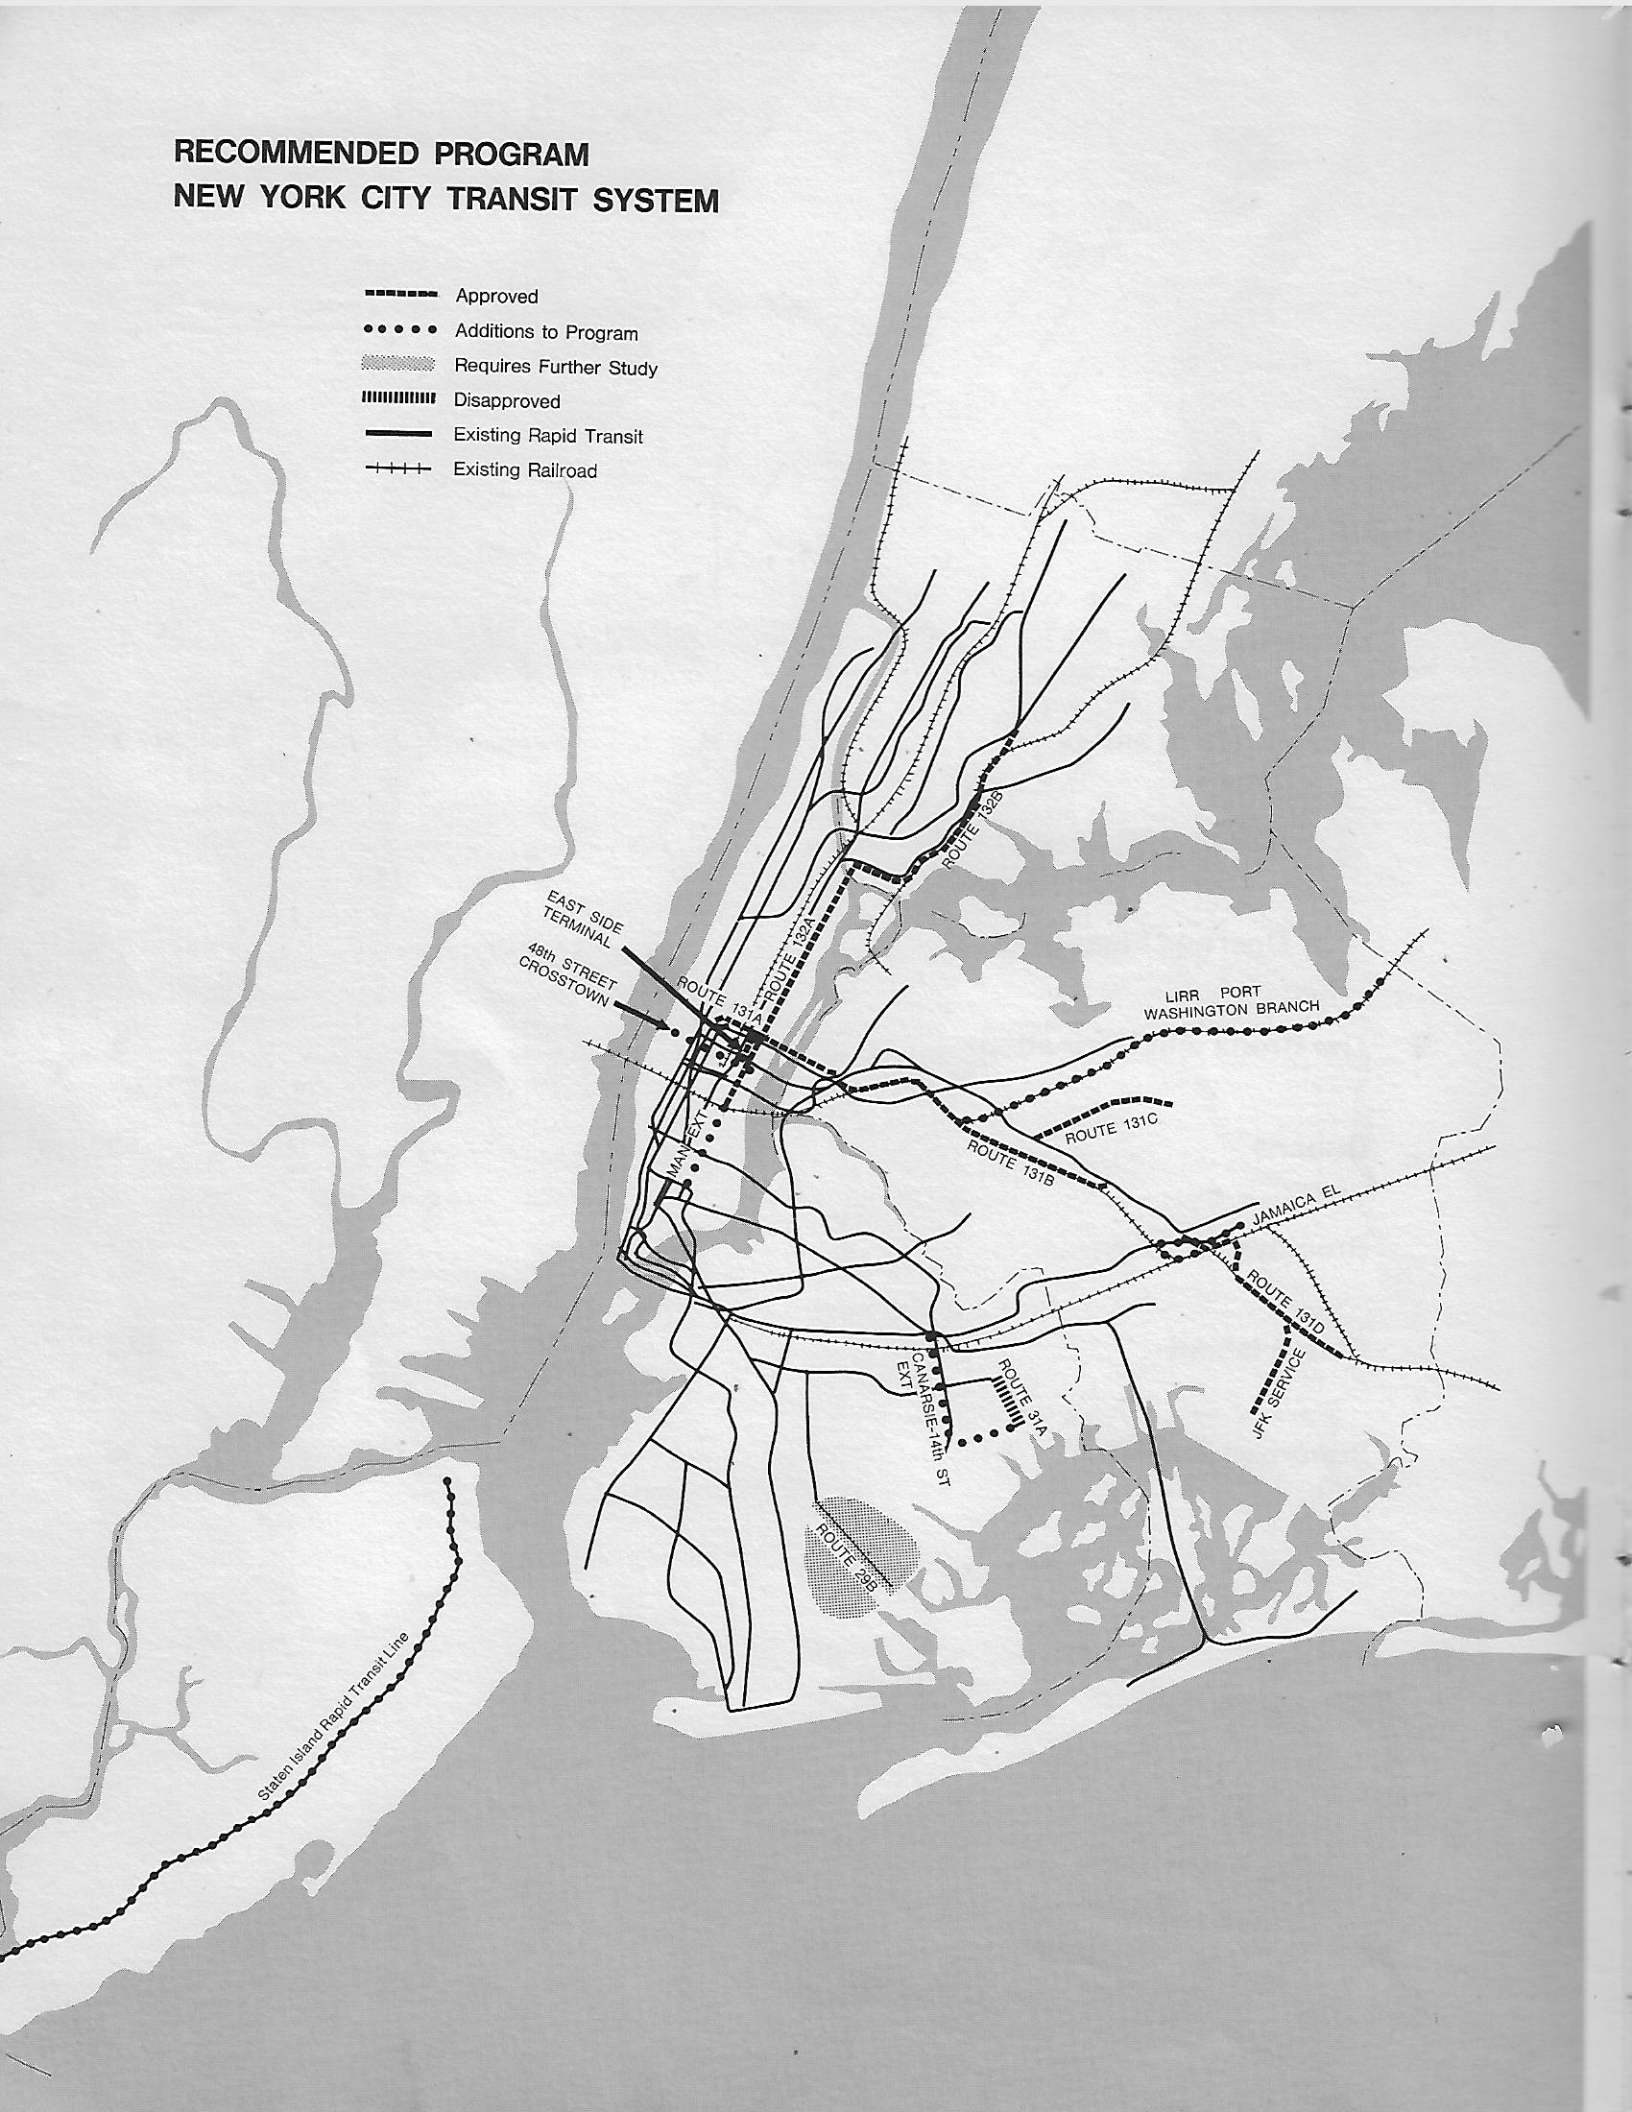 RECOMMENDED PROGRAM
NEW YORK CITY TRANSIT SYSTEM
Approved
Additions to Program
Requires Further Study
Disapproved
Existing Rapid Transit
Existing Railroad
ROUTE 132B
EAST SIDE
TERMINAL
48th STREET
CROSSTOWN
ROUTE 132A
ROUTE 131A
LIRR PORT
WASHINGTON BRANCH
MAN EXT
ROUTE 131C
ROUTE 131B
JAMAICA EL
ROUTE 131D
JFK SERVICE
ROUTE 31A
CANARSIE-14th ST
EXT
ROUTE 29B
Staten Island Rapid Transit Line